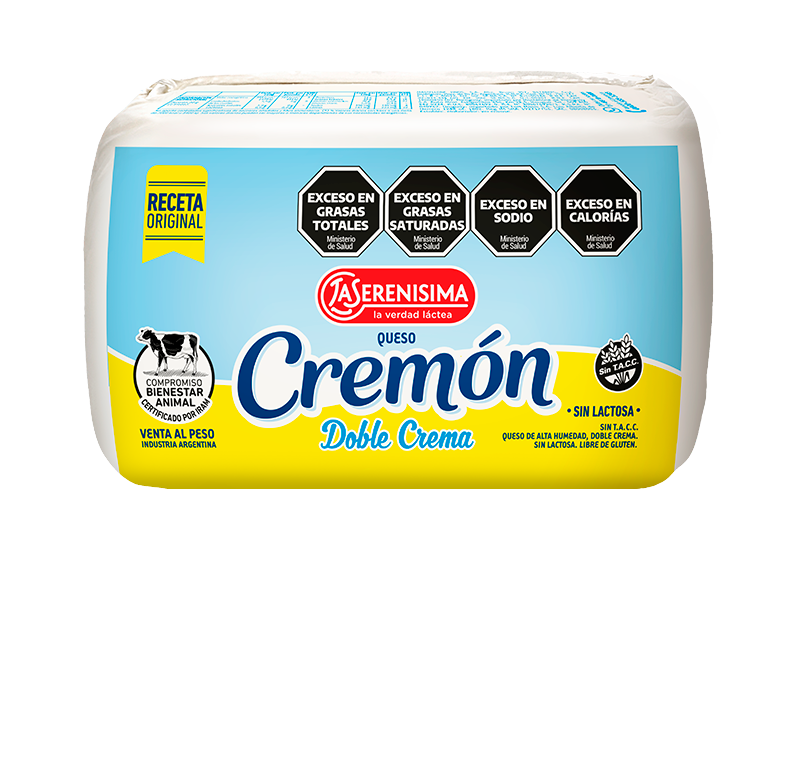 RECETA
ORIGINAL
EXCESO EN
GRASAS
TOTALES
Ministerio
de Salud
EXCESO EN
GRASAS
SATURADAS
Ministerio
de Salud
EXCESO EN
SODIO
Ministerio
de Salud
EXCESO EN
CALORÍAS
Ministerio
de Salud
LASERENISIMA
la verdad láctea
QUESO
Cremón
Doble Crema
COMPROMISO
BIENESTAR
ANIMAL
CERTIFICADO POR IRAM
VENTA AL PESO
INDUSTRIA ARGENTINA
Sin T.A.C.C.
• SIN LACTOSA •
SIN T.A.C.C.
QUESO DE ALTA HUMEDAD, DOBLE CREMA.
SIN LACTOSA. LIBRE DE GLUTEN.